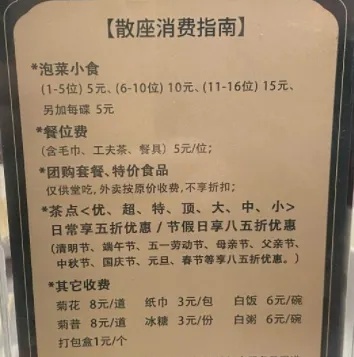 【散座消费指南】
*泡菜小食
(1-5位) 5元、(6-10位) 10元、(11-16位) 15元、
另加每碟 5元
*餐位费
(含毛巾、工夫茶、餐具) 5元/位;
*团购套餐、特价食品
仅供堂吃,外卖按原价收费,不享折扣;
*茶点<优、超、特、顶、大、中、小>
日常享五折优惠/节假日享八五折优惠
(清明节、端午节、五一劳动节、母亲节、父亲节、
中秋节、国庆节、元旦、春节等享八五折优惠。)
*其它收费
菊花 8元/道 纸巾 3元/包 白饭 6元/碗
菊普 8元/道 冰糖 3元/份 白粥 6元/碗
打包盒1元/个